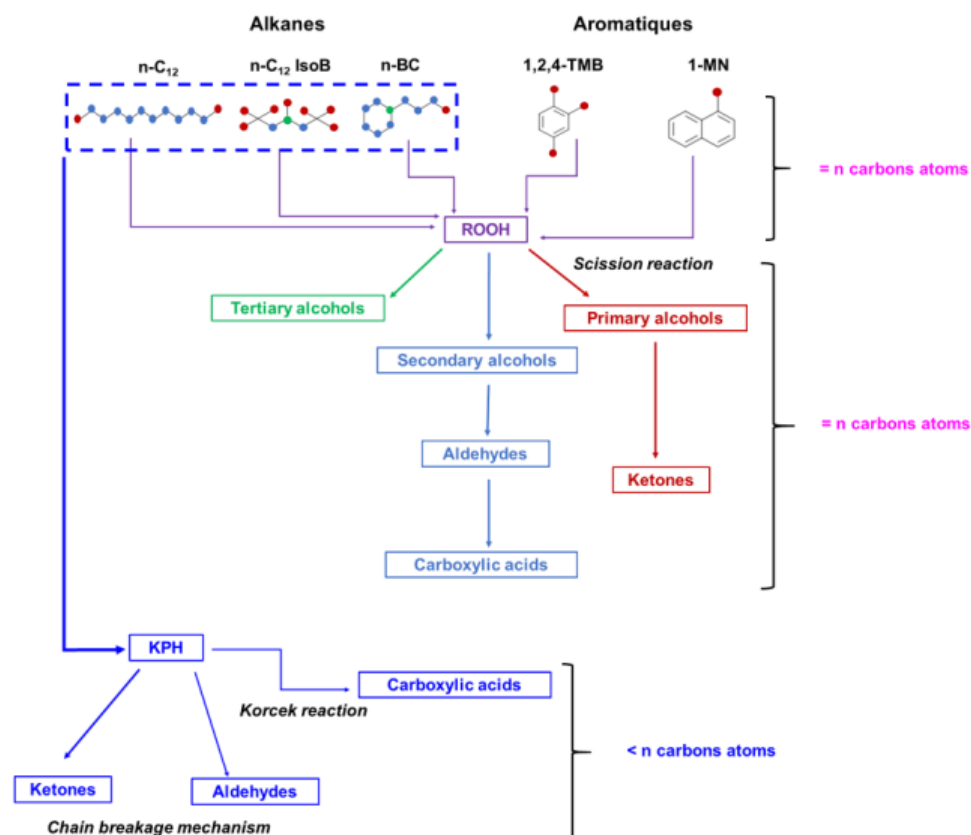 Alkanes
Aromatiques
n-C₁₂
n-C₁₂ IsoB
n-BC
1,2,4-TMB
1-MN
= n carbons atoms
ROOH
Scission reaction
Tertiary alcohols
Primary alcohols
Secondary alcohols
= n carbons atoms
Aldehydes
Ketones
Carboxylic acids
KPH
Carboxylic acids
Korcek reaction
< n carbons atoms
Ketones
Aldehydes
Chain breakage mechanism